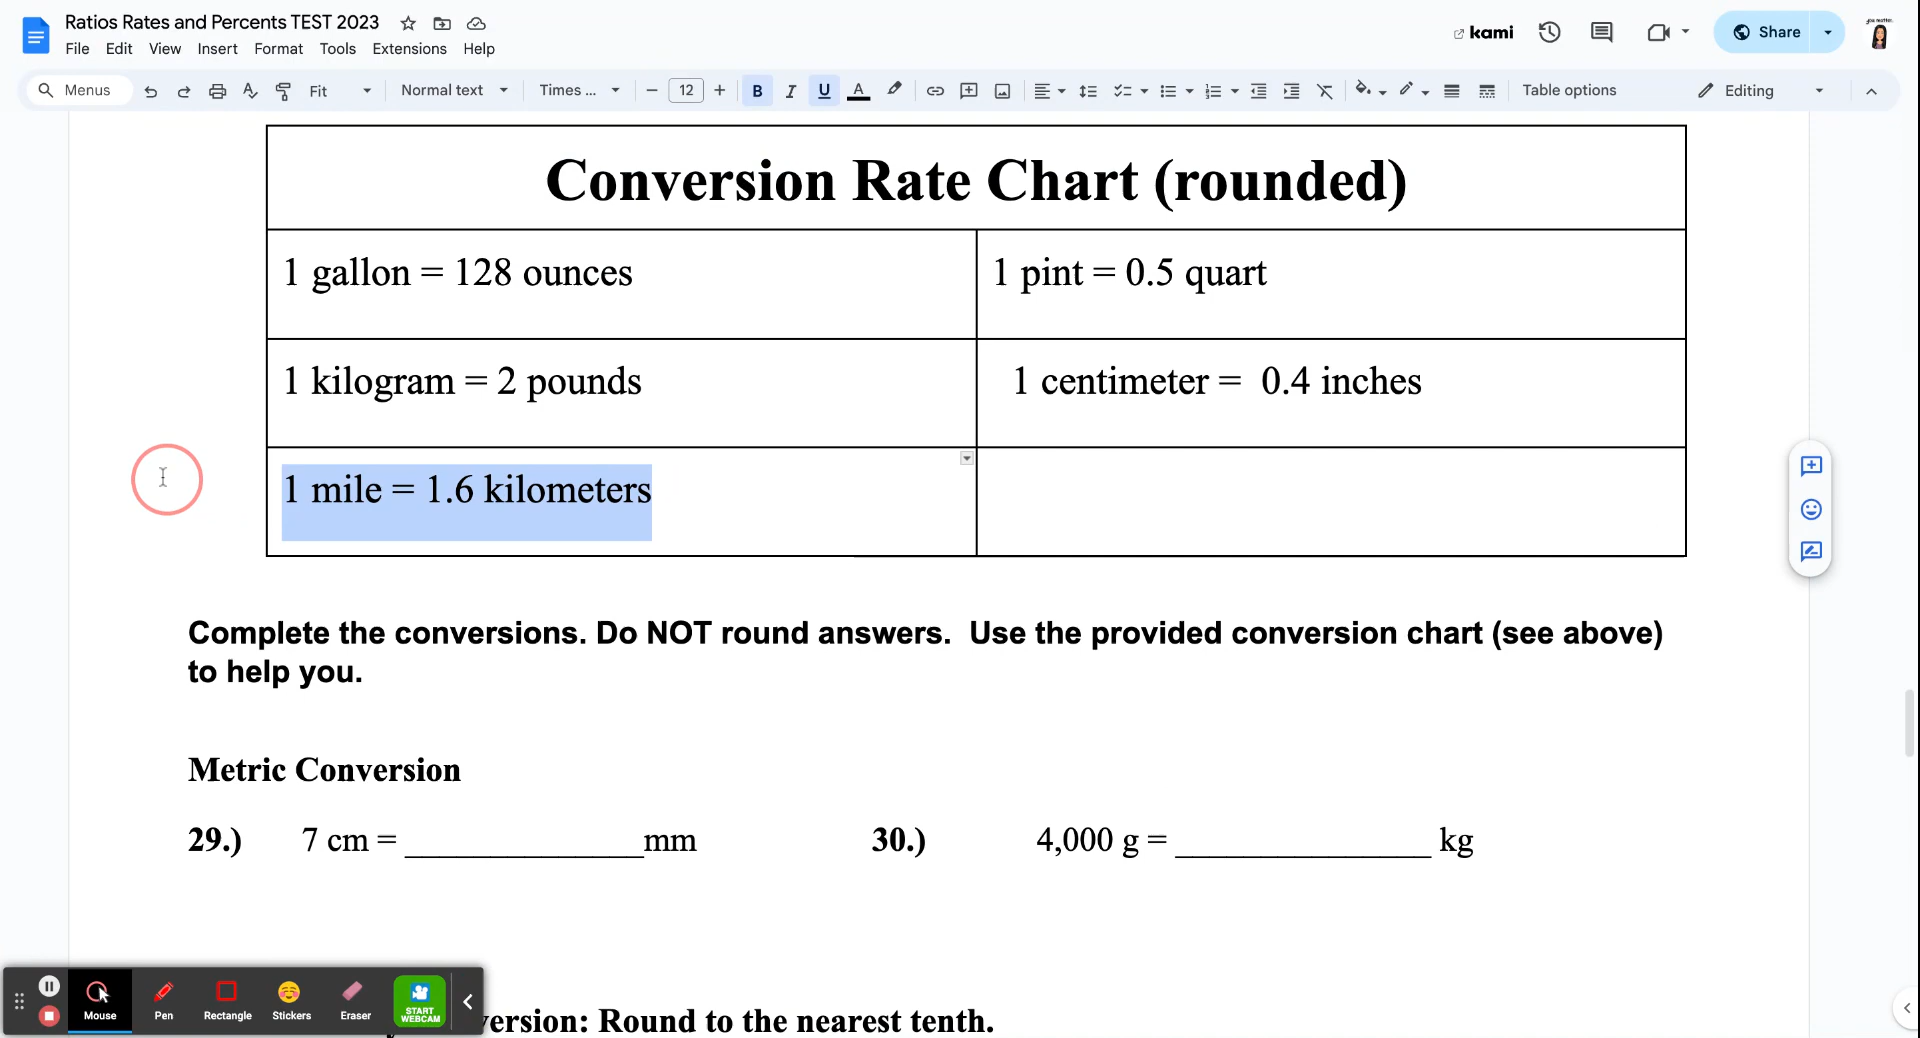 Ratios Rates and Percents TEST 2023
kami
Share
File Edit View Insert Format Tools Extensions Help
Menus Fit Normal text Times ... − 12 + B I U A Table options Editing
Conversion Rate Chart (rounded)
1 gallon = 128 ounces 1 pint = 0.5 quart
1 kilogram = 2 pounds 1 centimeter = 0.4 inches
1 mile = 1.6 kilometers
Complete the conversions. Do NOT round answers. Use the provided conversion chart (see above)
to help you.
Metric Conversion
29.) 7 cm = ______________mm 30.) 4,000 g = _______________ kg
Mouse Pen Rectangle Stickers Eraser START WEBCAM
version: Round to the nearest tenth.